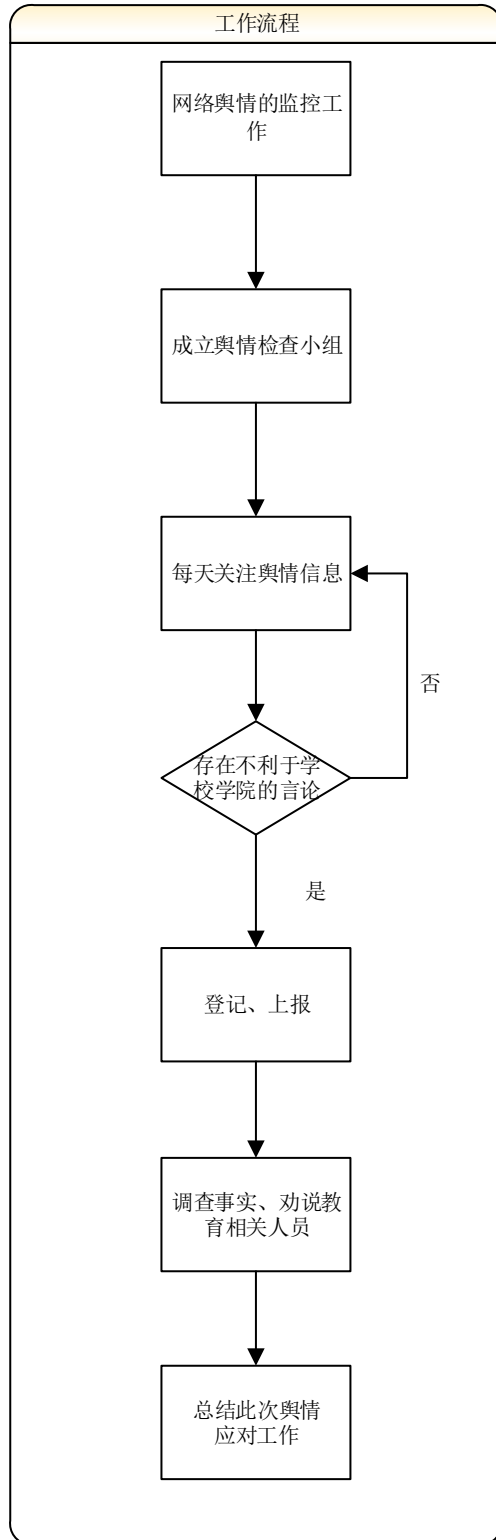 工作流程
网络舆情的监控工
作
成立舆情检查小组
每天关注舆情信息
否
存在不利于学
校学院的言论
是
登记、上报
调查事实、劝说教
育相关人员
总结此次舆情
应对工作